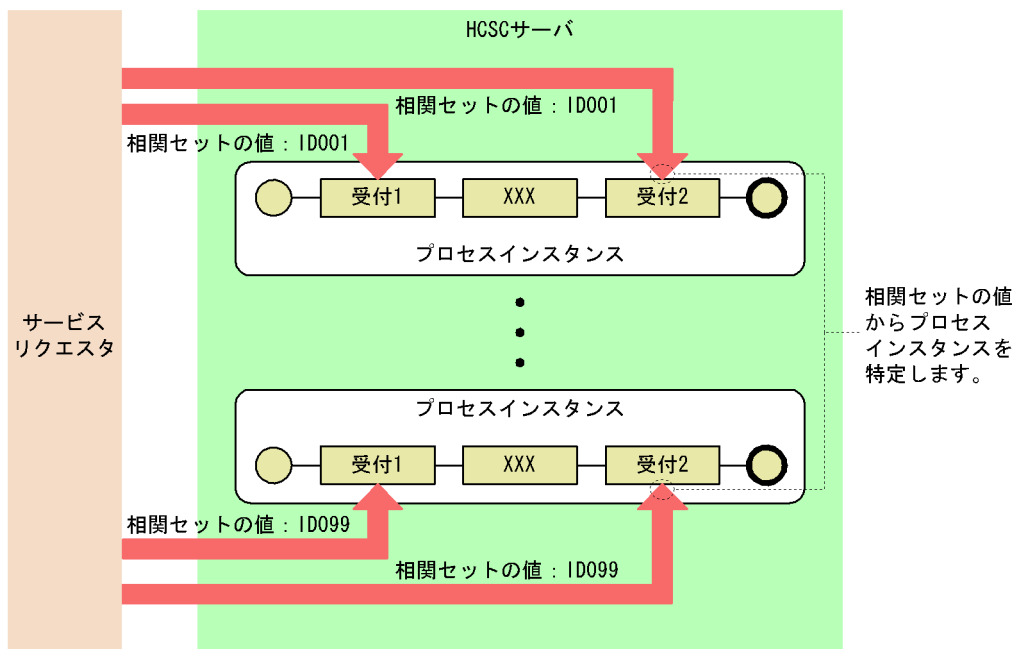 HCSCサーバ
相関セットの値：ID001
相関セットの値：ID001
受付1
XXX
受付2
プロセスインスタンス
サービス
リクエスタ
相関セットの値
からプロセス
インスタンスを
特定します。
プロセスインスタンス
受付1
XXX
受付2
相関セットの値：ID099
相関セットの値：ID099